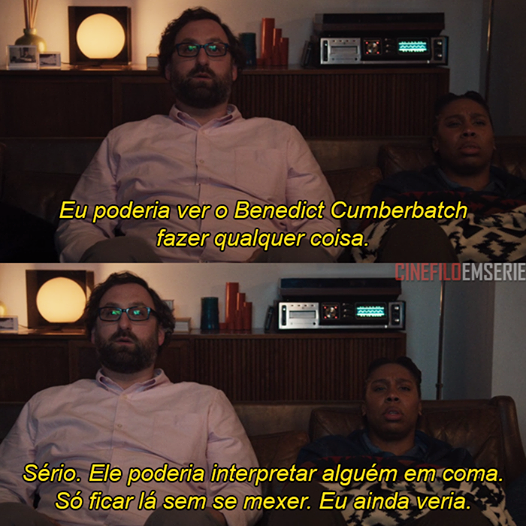 Eu poderia ver o Benedict Cumberbatch
fazer qualquer coisa.
CINEFILOEMSERIE
Sério. Ele poderia interpretar alguém em coma.
Só ficar lá sem se mexer. Eu ainda veria.